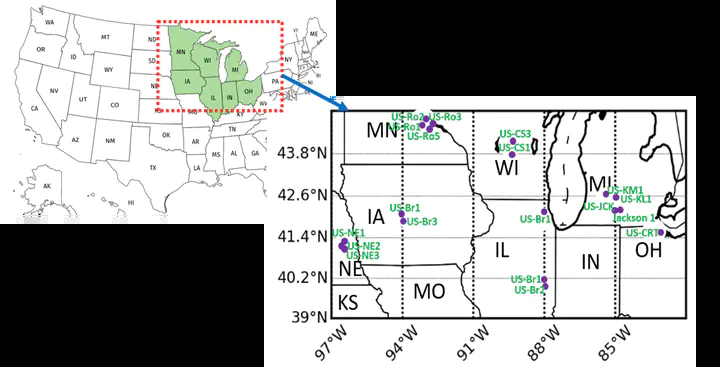 WA
MT
ND
MN
ME
VT
OR
ID
SD
WI
NY
WY
MI
IA
PA
NV
NE
IL
IN
OH
UT
CO
KS
MO
WV
CA
OK
TN
AZ
NM
AR
MS
AL
GA
TX
LA
AK
HI
MN
US-Ro2
US-Ro3
US-Ro1
US-Ro5
US-CS3
US-CS1
WI
43.8°N
MI
US-KM1
US-KL1
42.6°N
US-JCK
Jackson 1
IA
US-Br1
US-Br3
US-Br1
US-CRT
41.4°N
US-NE1
US-NE2
US-NE3
NE
IL
IN
OH
40.2°N
US-Br1
US-Br2
KS
MO
39°N
97°W
94°W
91°W
88°W
85°W